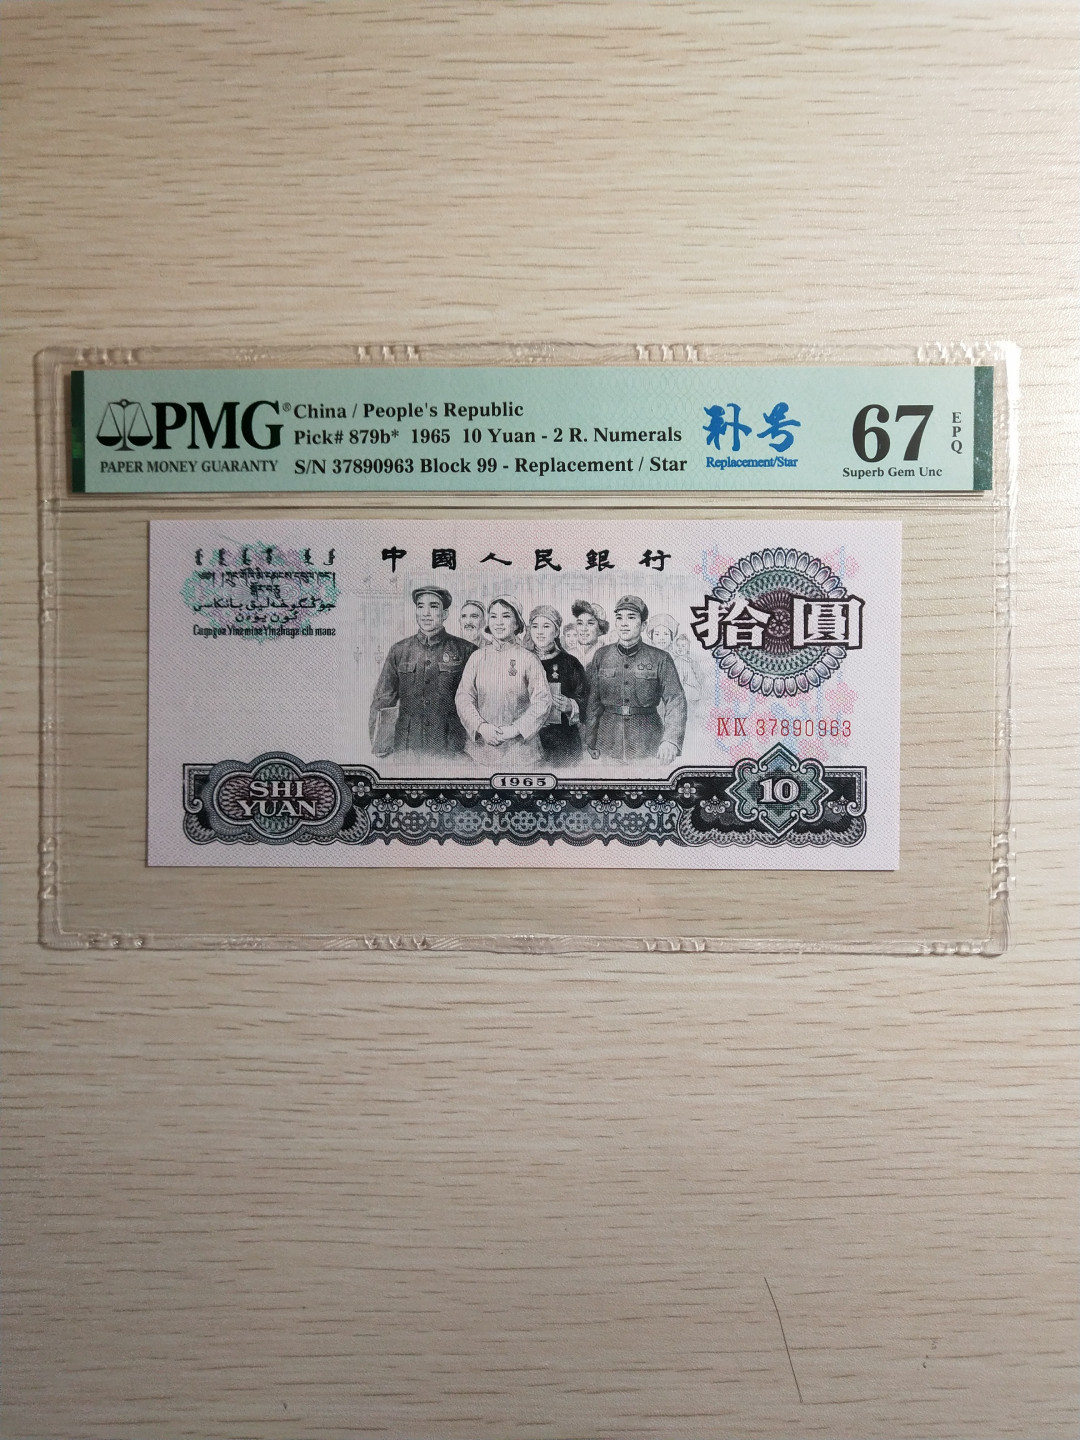 PMG®
PAPER MONEY GUARANTY
China / People's Republic
Pick# 879b* 1965 10 Yuan - 2 R. Numerals
S/N 37890963 Block 99 - Replacement / Star
补号
Replacement/Star
67
Superb Gem Unc
EPQ
中國人民銀行
拾圓
ⅨⅨ 37890963
1965
SHI
YUAN
10